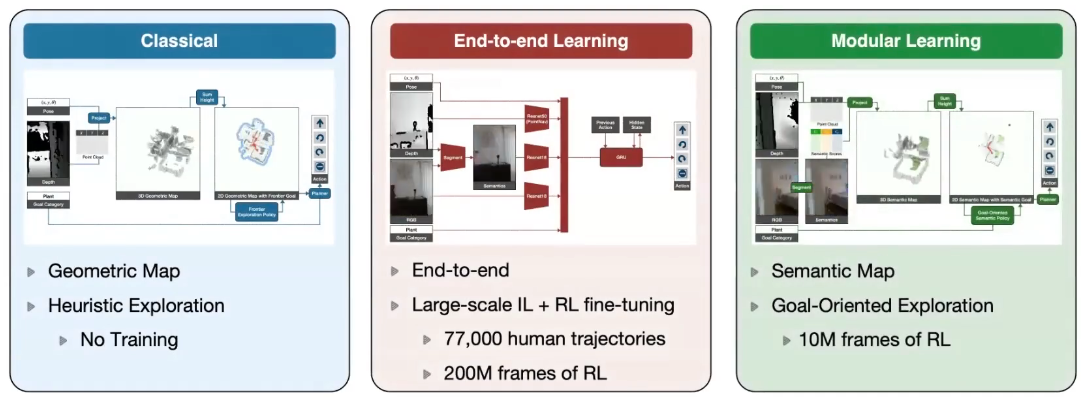 Classical
(x, y, θ)
Pose
Project
X Y Z
Point Cloud
Depth
Plant
Goal Category
Sum Height
3D Geometric Map
2D Geometric Map with Frontier Goal
Frontier Exploration Policy
Planner
Action
Geometric Map
Heuristic Exploration
No Training
End-to-end Learning
(x, y, θ)
Pose
Depth
RGB
Plant
Goal Category
Segment
Semantics
Resnet50 (PointNav)
Resnet18
Resnet18
Previous Action
Hidden State
GRU
Action
End-to-end
Large-scale IL + RL fine-tuning
77,000 human trajectories
200M frames of RL
Modular Learning
(x, y, θ)
Pose
Depth
RGB
Plant
Goal Category
Project
Point Cloud
Segment
Semantics
Sum Height
3D Semantic Map
2D Semantic Map with Semantic Goal
Goal-Oriented Semantic Policy
Planner
Action
Semantic Map
Goal-Oriented Exploration
10M frames of RL